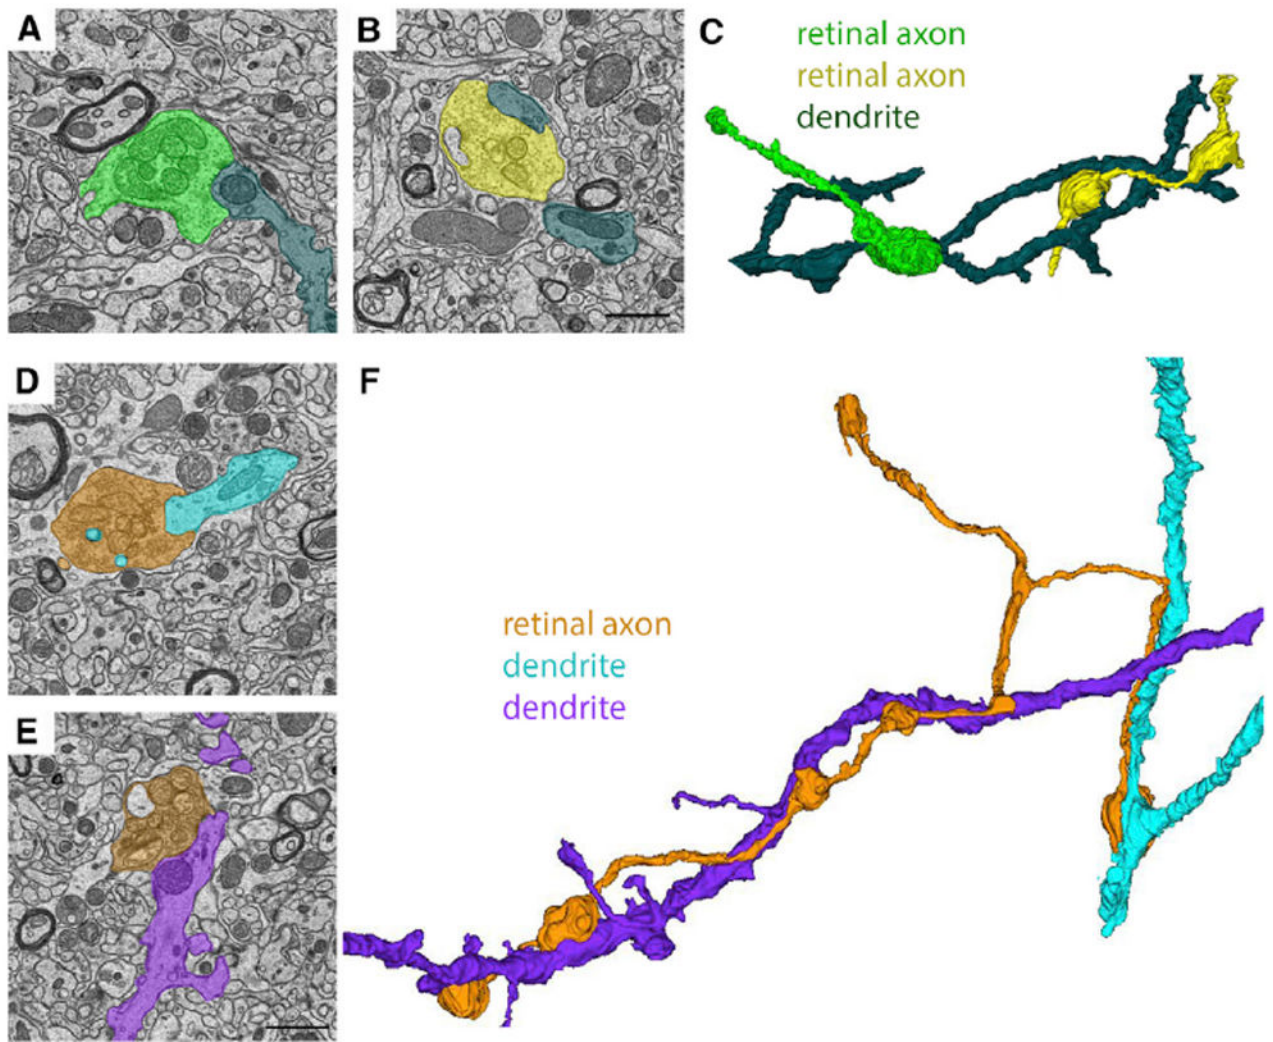 A
B
C
retinal axon
retinal axon
dendrite
D
F
retinal axon
dendrite
dendrite
E